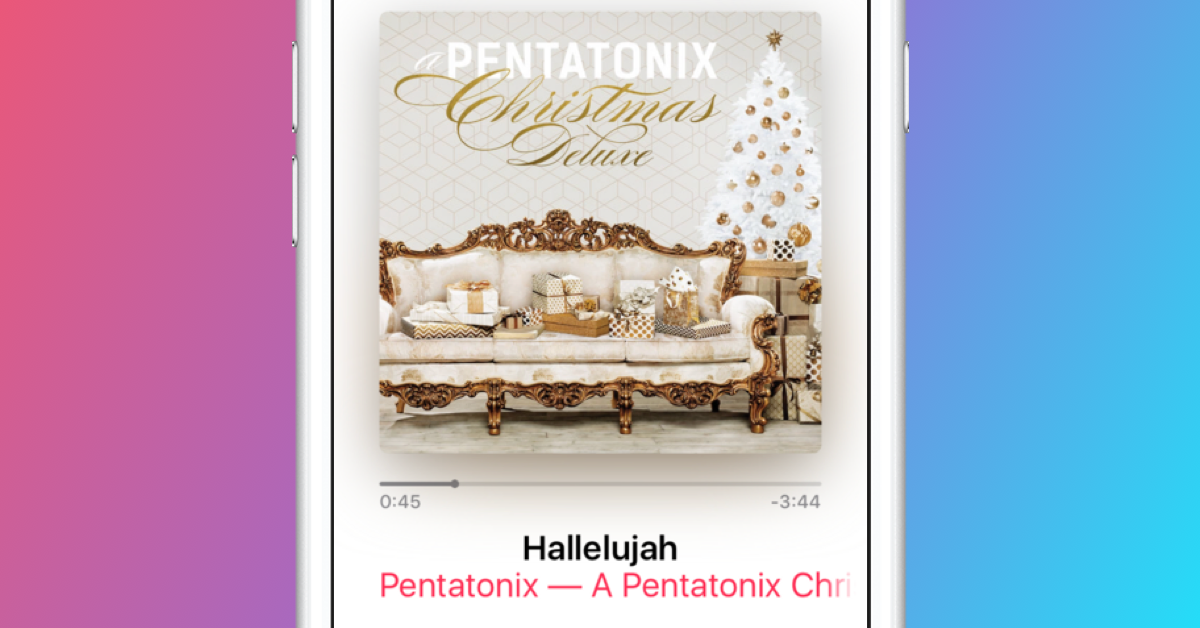 a PENTATONIX
Christmas
Deluxe
0:45 -3:44
Hallelujah
Pentatonix — A Pentatonix Chri